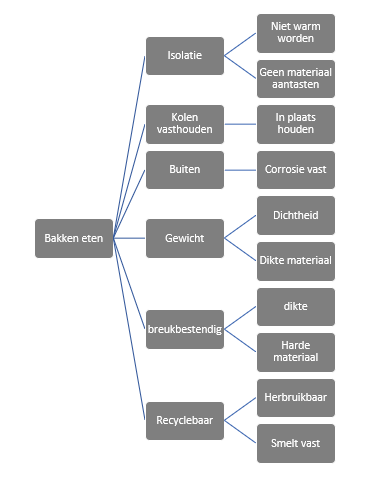 Bakken eten
Isolatie
Niet warm
worden
Geen materiaal
aantasten
Kolen
vasthouden
In plaats
houden
Buiten
Corrosie vast
Gewicht
Dichtheid
Dikte materiaal
breukbestendig
dikte
Harde
materiaal
Recyclebaar
Herbruikbaar
Smelt vast